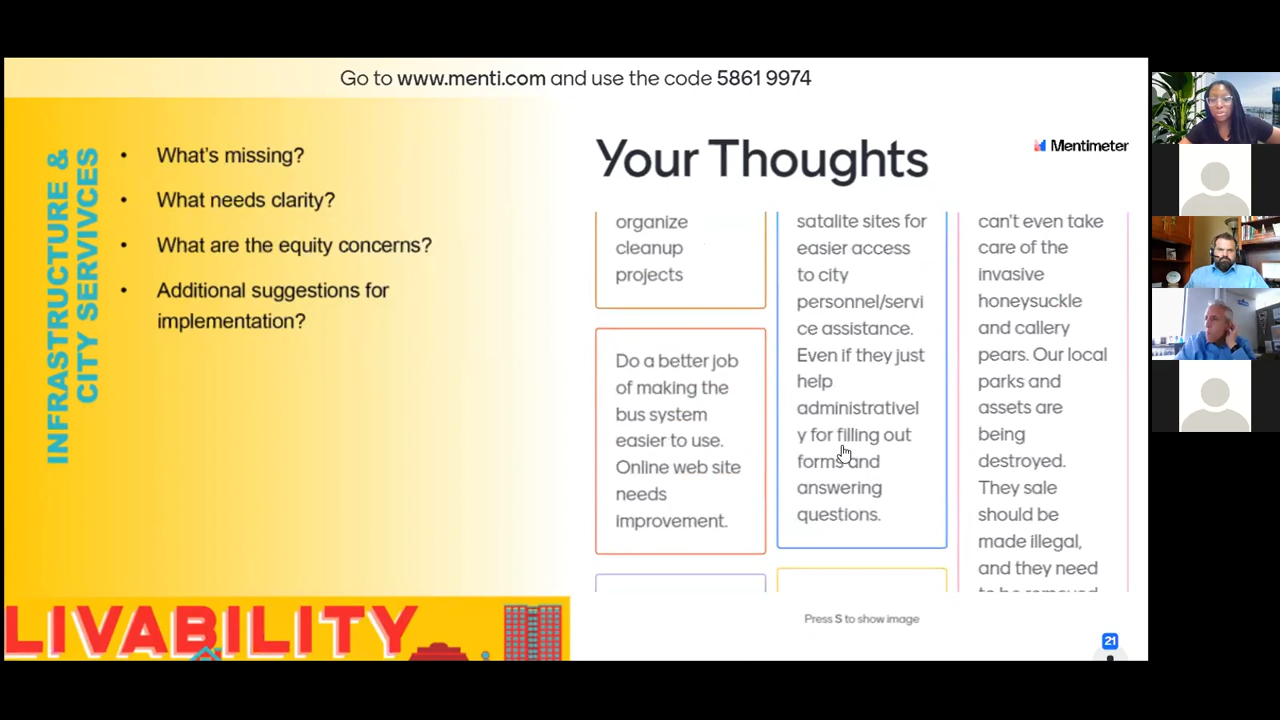 Go to www.menti.com and use the code 5861 9974
INFRASTRUCTURE &
CITY SERIVCES
• What's missing?
• What needs clarity?
• What are the equity concerns?
• Additional suggestions for
implementation?
LIVABILITY
Your Thoughts
Mentimeter
organize
cleanup
projects
Do a better job
of making the
bus system
easier to use.
Online web site
needs
improvement.
satalite sites for
easier access
to city
personnel/servi
ce assistance.
Even if they just
help
administrativel
y for filling out
forms and
answering
questions.
can't even take
care of the
invasive
honeysuckle
and callery
pears. Our local
parks and
assets are
being
destroyed.
They sale
should be
made illegal,
and they need
to be removed
Press S to show image
21